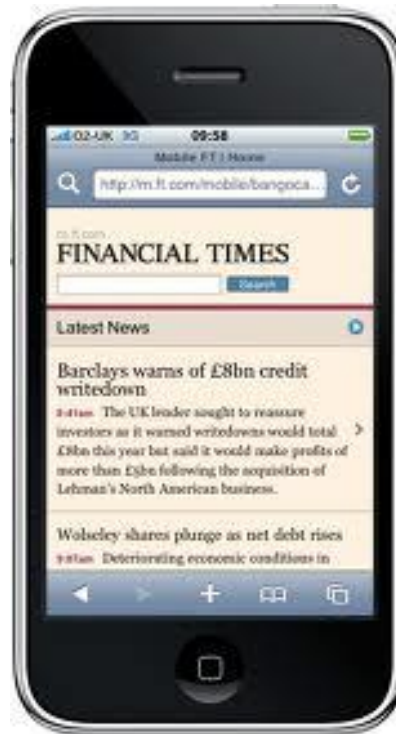 O2-UK 3G 09:58
Mobile FT | Home
http://m.ft.com/mobile/bangoca...
m.ft.com
FINANCIAL TIMES
Search
Latest News
Barclays warns of £8bn credit
writedown
The UK lender sought to reassure
investors as it warned writedowns would total
£8bn this year but said it would make profits of
more than £5bn following the acquisition of
Lehman's North American business.
Wolseley shares plunge as net debt rises
Deteriorating economic conditions in